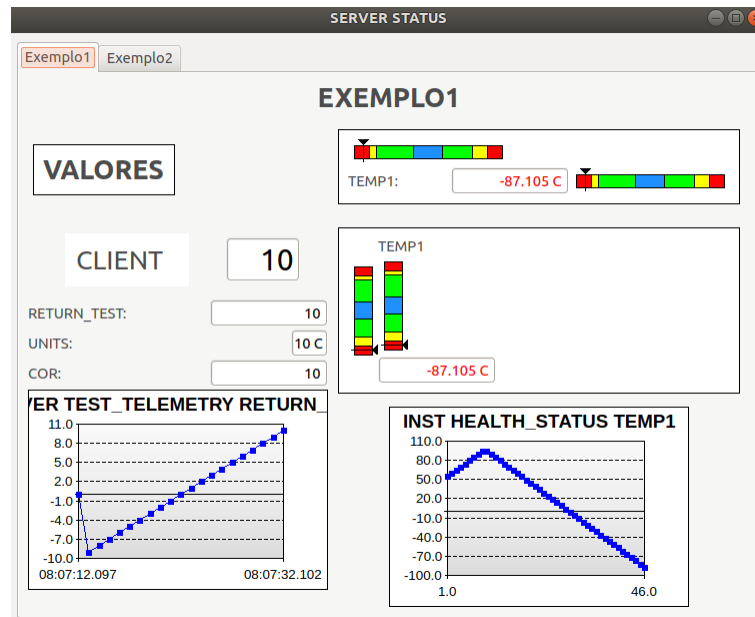 SERVER STATUS
Exemplo1 Exemplo2
EXEMPLO1
VALORES
TEMP1: -87.105 C
CLIENT 10
TEMP1
RETURN_TEST: 10
UNITS: 10 C
COR: 10
-87.105 C
VER TEST_TELEMETRY RETURN_
11.0
8.0
5.0
2.0
-1.0
-4.0
-7.0
-10.0
08:07:12.097 08:07:32.102
INST HEALTH_STATUS TEMP1
110.0
80.0
50.0
20.0
-10.0
-40.0
-70.0
-100.0
1.0 46.0